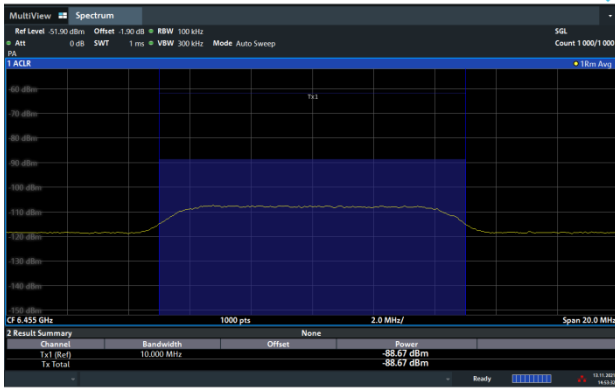 MultiView Spectrum
Ref Level -51.90 dBm Offset -1.90 dB RBW 100 kHz SGL
Att 0 dB SWT 1 ms VBW 300 kHz Mode Auto Sweep Count 1000/1000
PA
1 ACLR 1Rm Avg
-60 dBm
Tx1
-70 dBm
-80 dBm
-90 dBm
-100 dBm
-110 dBm
-120 dBm
-130 dBm
-140 dBm
-150 dBm
CF 6.455 GHz 1000 pts 2.0 MHz/ Span 20.0 MHz
2 Result Summary None
Channel Bandwidth Offset Power
Tx1 (Ref) 10.000 MHz -88.67 dBm
Tx Total -88.67 dBm
Ready